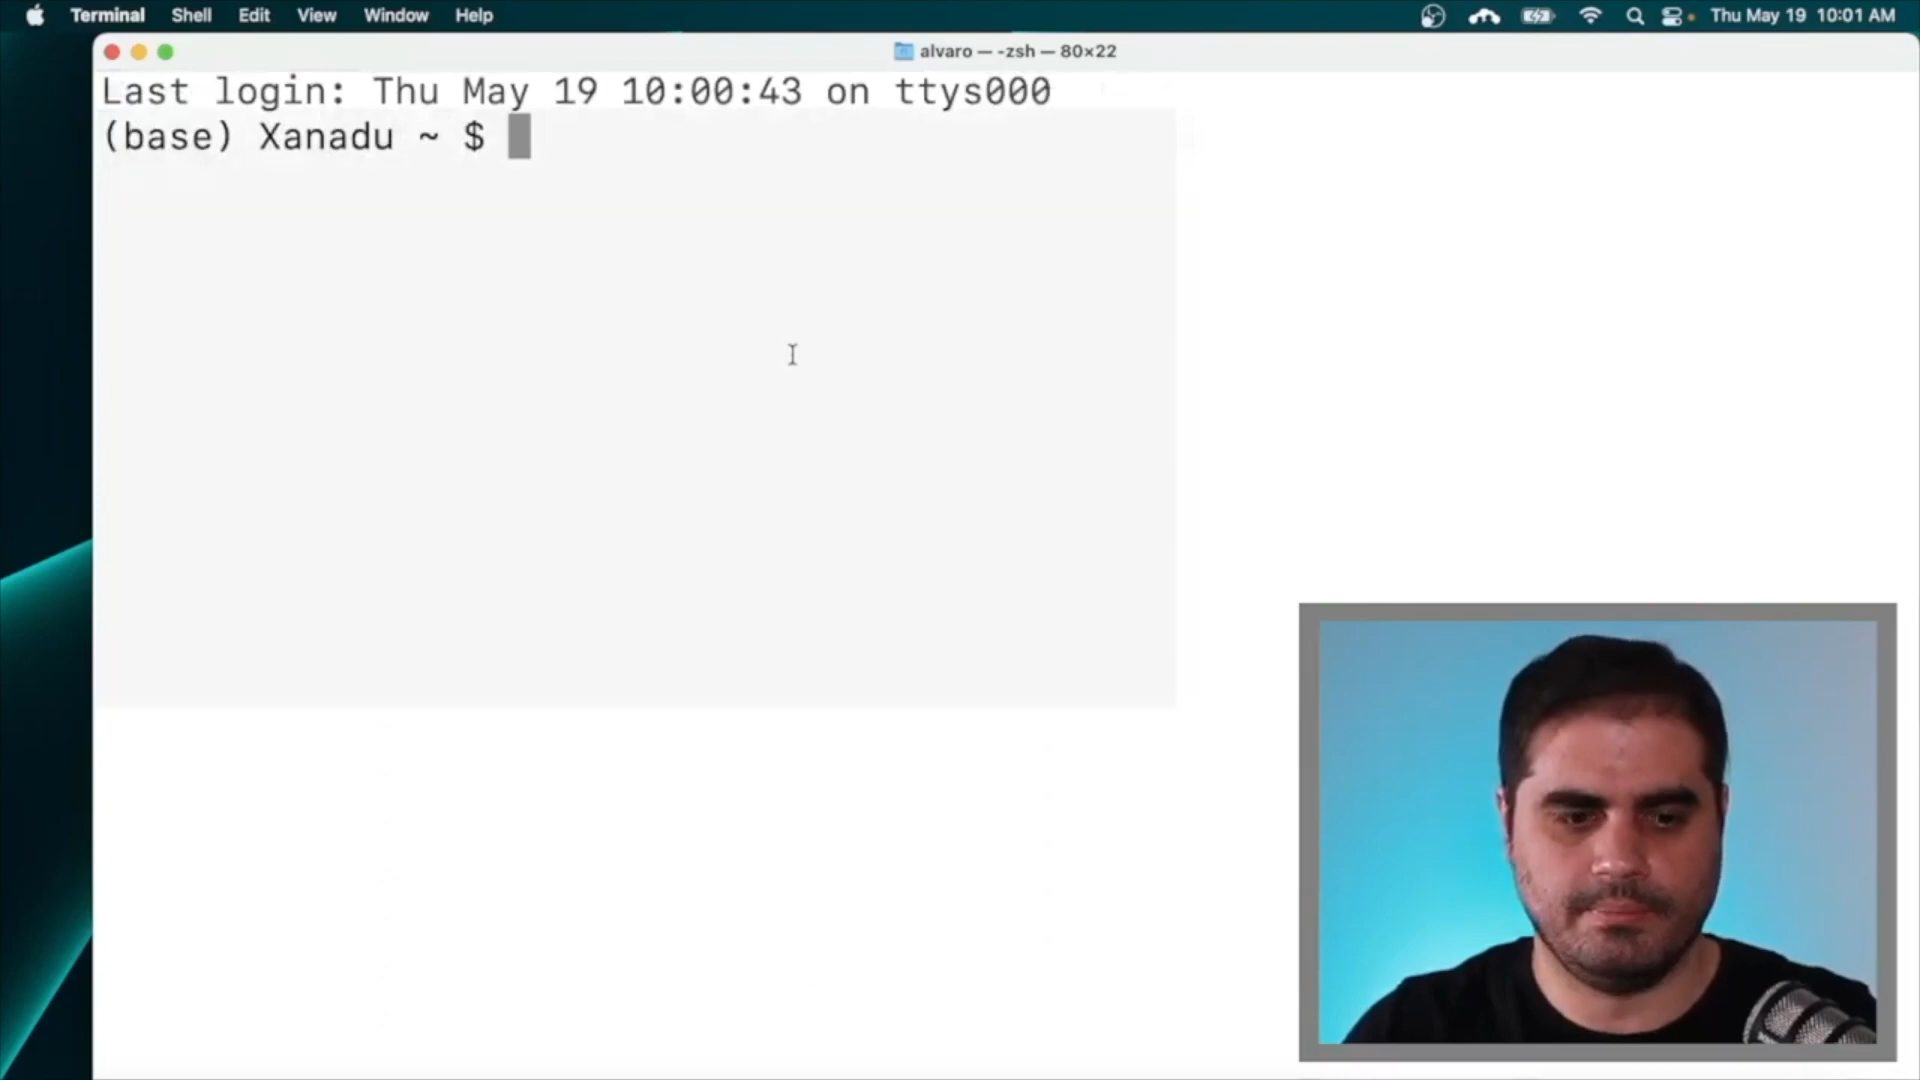 Terminal Shell Edit View Window Help Thu May 19 10:01 AM
alvaro — -zsh — 80×22
Last login: Thu May 19 10:00:43 on ttys000
(base) Xanadu ~ $